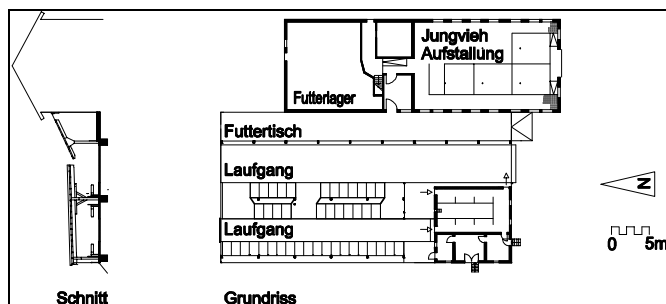 Jungvieh
Aufstallung
Futterlager
Futtertisch
Laufgang
Laufgang
N
0 5m
Schnitt Grundriss